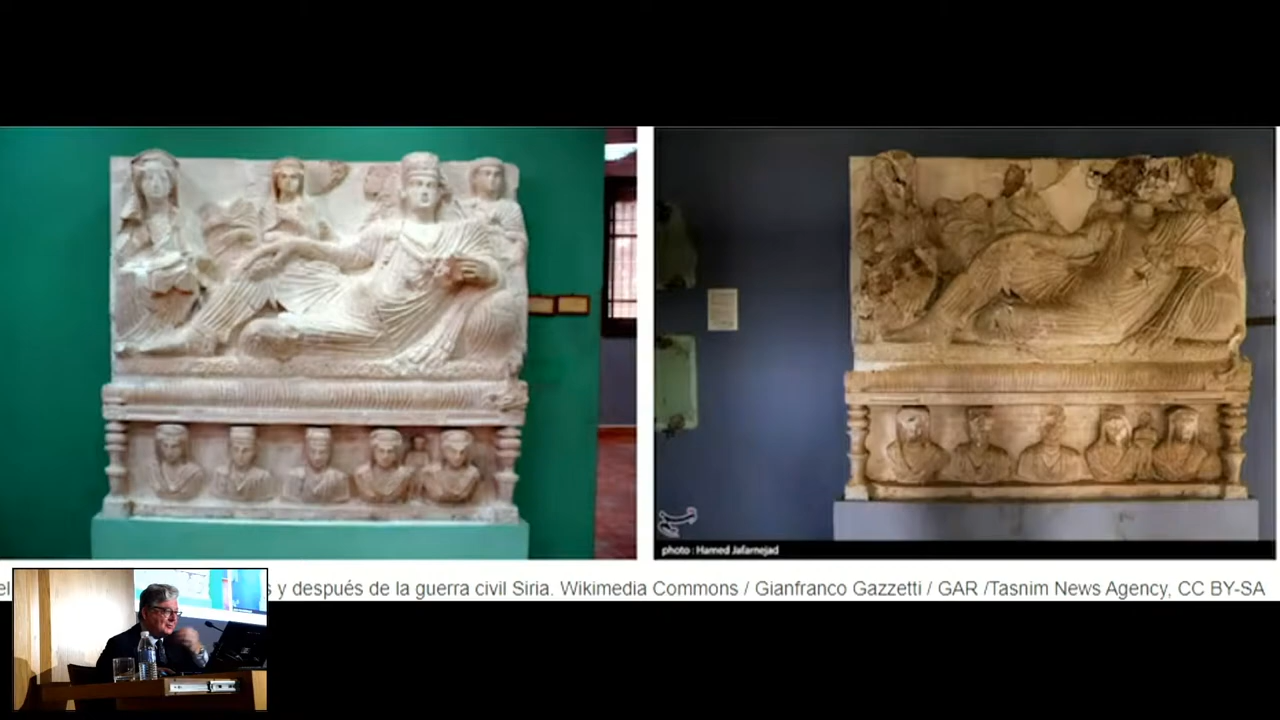 photo : Hamed Jafarnejad
y después de la guerra civil Siria. Wikimedia Commons / Gianfranco Gazzetti / GAR /Tasnim News Agency, CC BY-SA